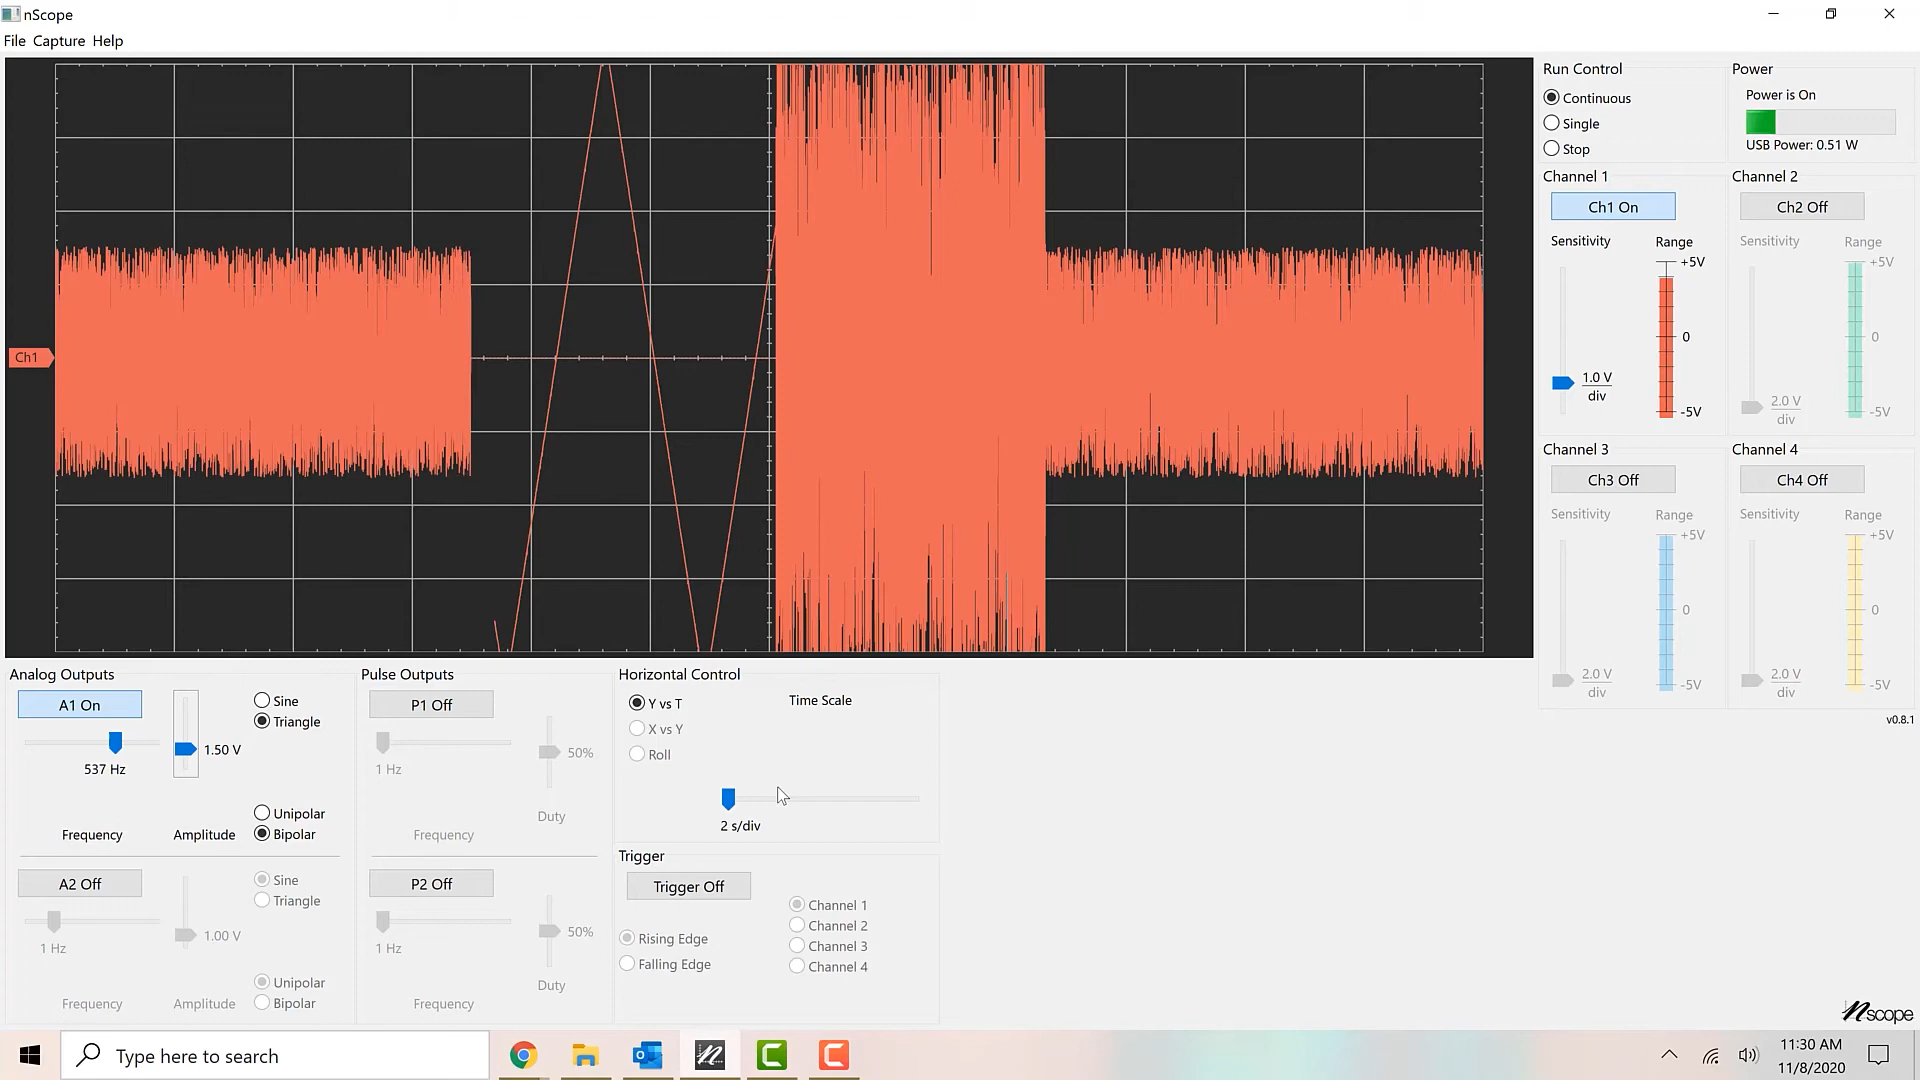 nScope
File Capture Help
Ch1
Run Control
Continuous
Single
Stop
Power
Power is On
USB Power: 0.51 W
Channel 1
Ch1 On
Sensitivity
Range
+5V
0
-5V
1.0 V
div
Channel 2
Ch2 Off
Sensitivity
Range
+5V
0
-5V
2.0 V
div
Channel 3
Ch3 Off
Sensitivity
Range
+5V
0
-5V
2.0 V
div
Channel 4
Ch4 Off
Sensitivity
Range
+5V
0
-5V
2.0 V
div
v0.8.1
Analog Outputs
A1 On
Sine
Triangle
1.50 V
537 Hz
Unipolar
Bipolar
Frequency
Amplitude
A2 Off
Sine
Triangle
1.00 V
1 Hz
Unipolar
Bipolar
Frequency
Amplitude
Pulse Outputs
P1 Off
50%
1 Hz
Duty
Frequency
P2 Off
50%
1 Hz
Duty
Frequency
Horizontal Control
Y vs T
X vs Y
Roll
Time Scale
2 s/div
Trigger
Trigger Off
Rising Edge
Falling Edge
Channel 1
Channel 2
Channel 3
Channel 4
nscope
Type here to search
11:30 AM
11/8/2020